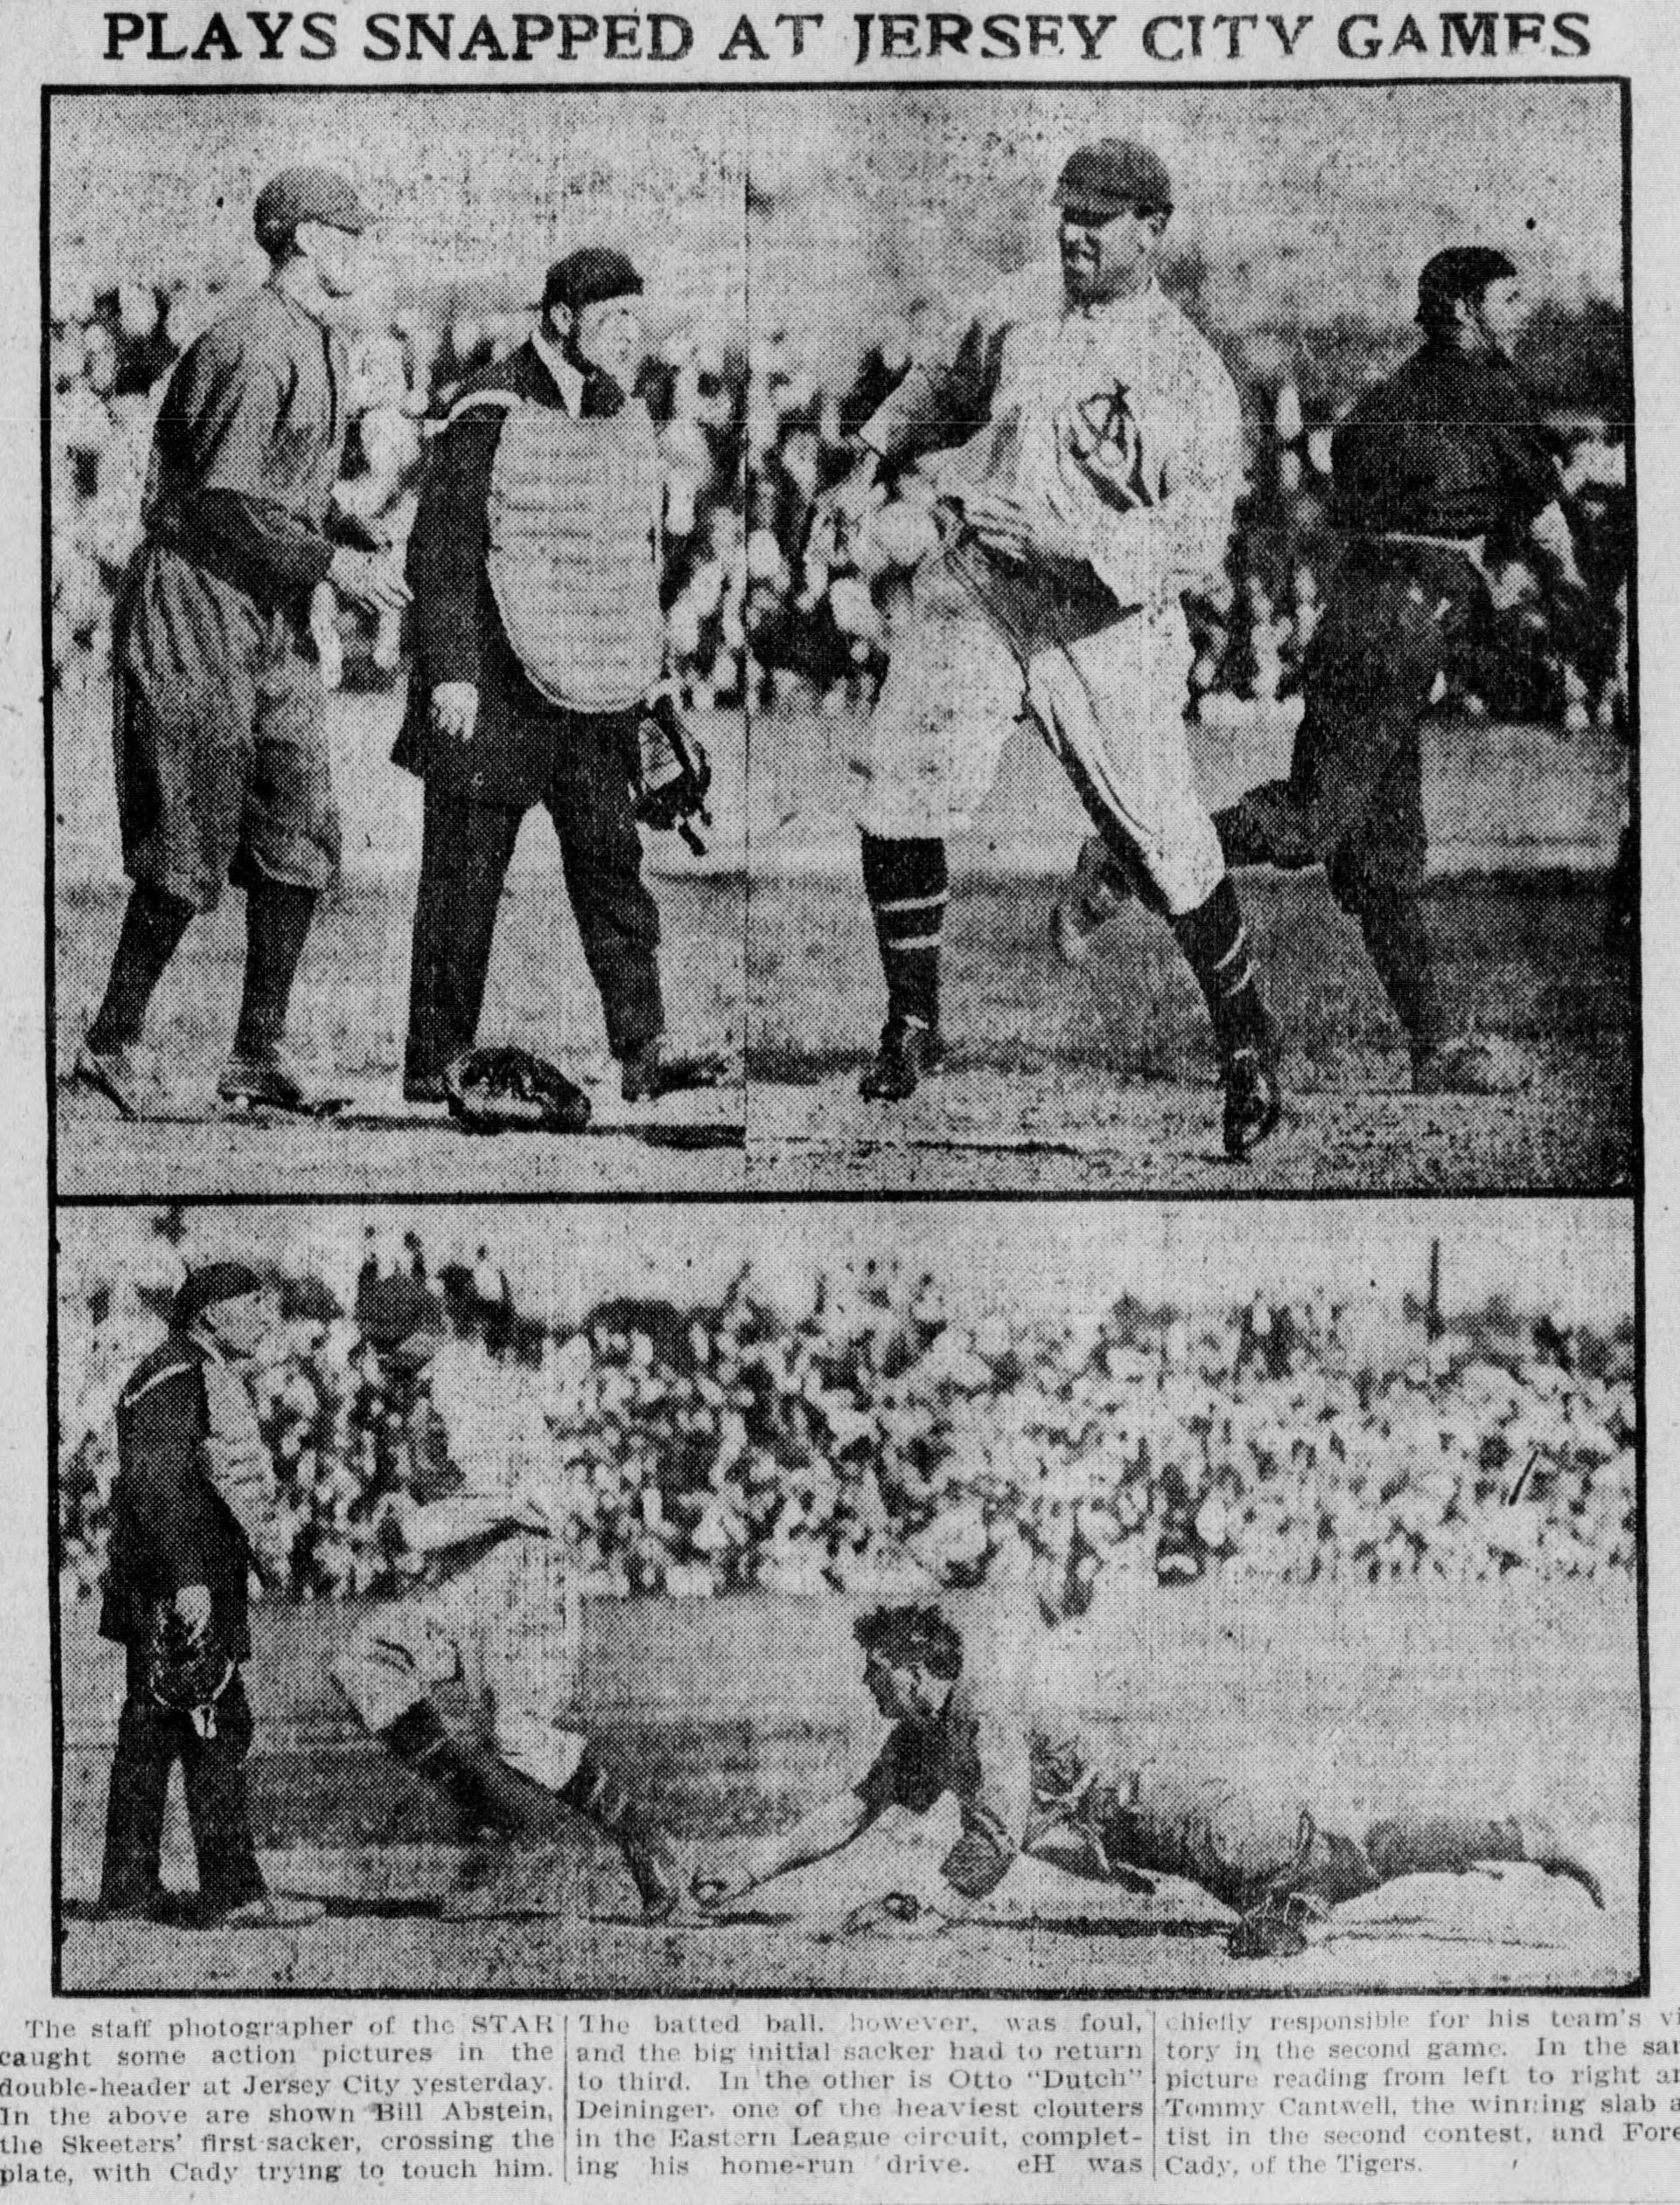 PLAYS SNAPPED AT JERSEY CITY GAMES
The staff photographer of the STAR
caught some action pictures in the
double-header at Jersey City yesterday.
In the above are shown Bill Abstein,
the Skeeters' first sacker, crossing the
plate, with Cady trying to touch him.
The batted ball, however, was foul,
and the big initial sacker had to return
to third. In the other is Otto "Dutch"
Deininger, one of the heaviest clouters
in the Eastern League circuit, complet-
ing his home-run drive. eH was
chiefly responsible for his team's vi
tory in the second game. In the sa
picture reading from left to right a
Tommy Cantwell, the winning slab a
tist in the second contest, and Fore
Cady, of the Tigers.